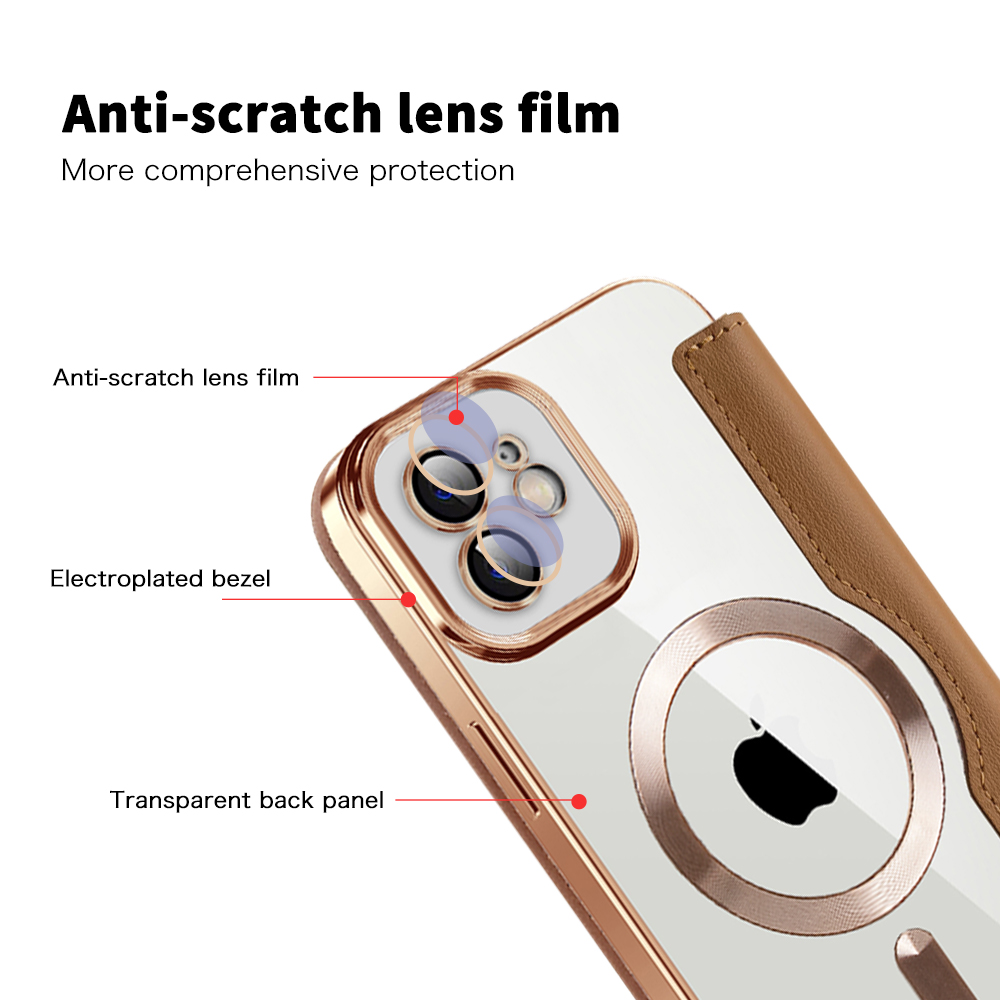 Anti-scratch lens film
More comprehensive protection
Anti-scratch lens film
Electroplated bezel
Transparent back panel